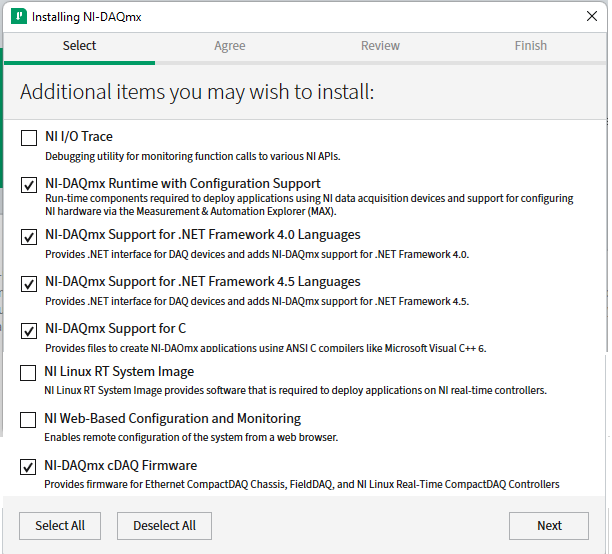 Installing NI-DAQmx
Select
Agree
Review
Finish
Additional items you may wish to install:
NI I/O Trace
Debugging utility for monitoring function calls to various NI APIs.
NI-DAQmx Runtime with Configuration Support
Run-time components required to deploy applications using NI data acquisition devices and support for configuring
NI hardware via the Measurement & Automation Explorer (MAX).
NI-DAQmx Support for .NET Framework 4.0 Languages
Provides .NET interface for DAQ devices and adds NI-DAQmx support for .NET Framework 4.0.
NI-DAQmx Support for .NET Framework 4.5 Languages
Provides .NET interface for DAQ devices and adds NI-DAQmx support for .NET Framework 4.5.
NI-DAQmx Support for C
Provides files to create NI-DAQmx applications using ANSI C compilers like Microsoft Visual C++ 6.
NI Linux RT System Image
NI Linux RT System Image provides software that is required to deploy applications on NI real-time controllers.
NI Web-Based Configuration and Monitoring
Enables remote configuration of the system from a web browser.
NI-DAQmx cDAQ Firmware
Provides firmware for Ethernet CompactDAQ Chassis, FieldDAQ, and NI Linux Real-Time CompactDAQ Controllers
Select All
Deselect All
Next